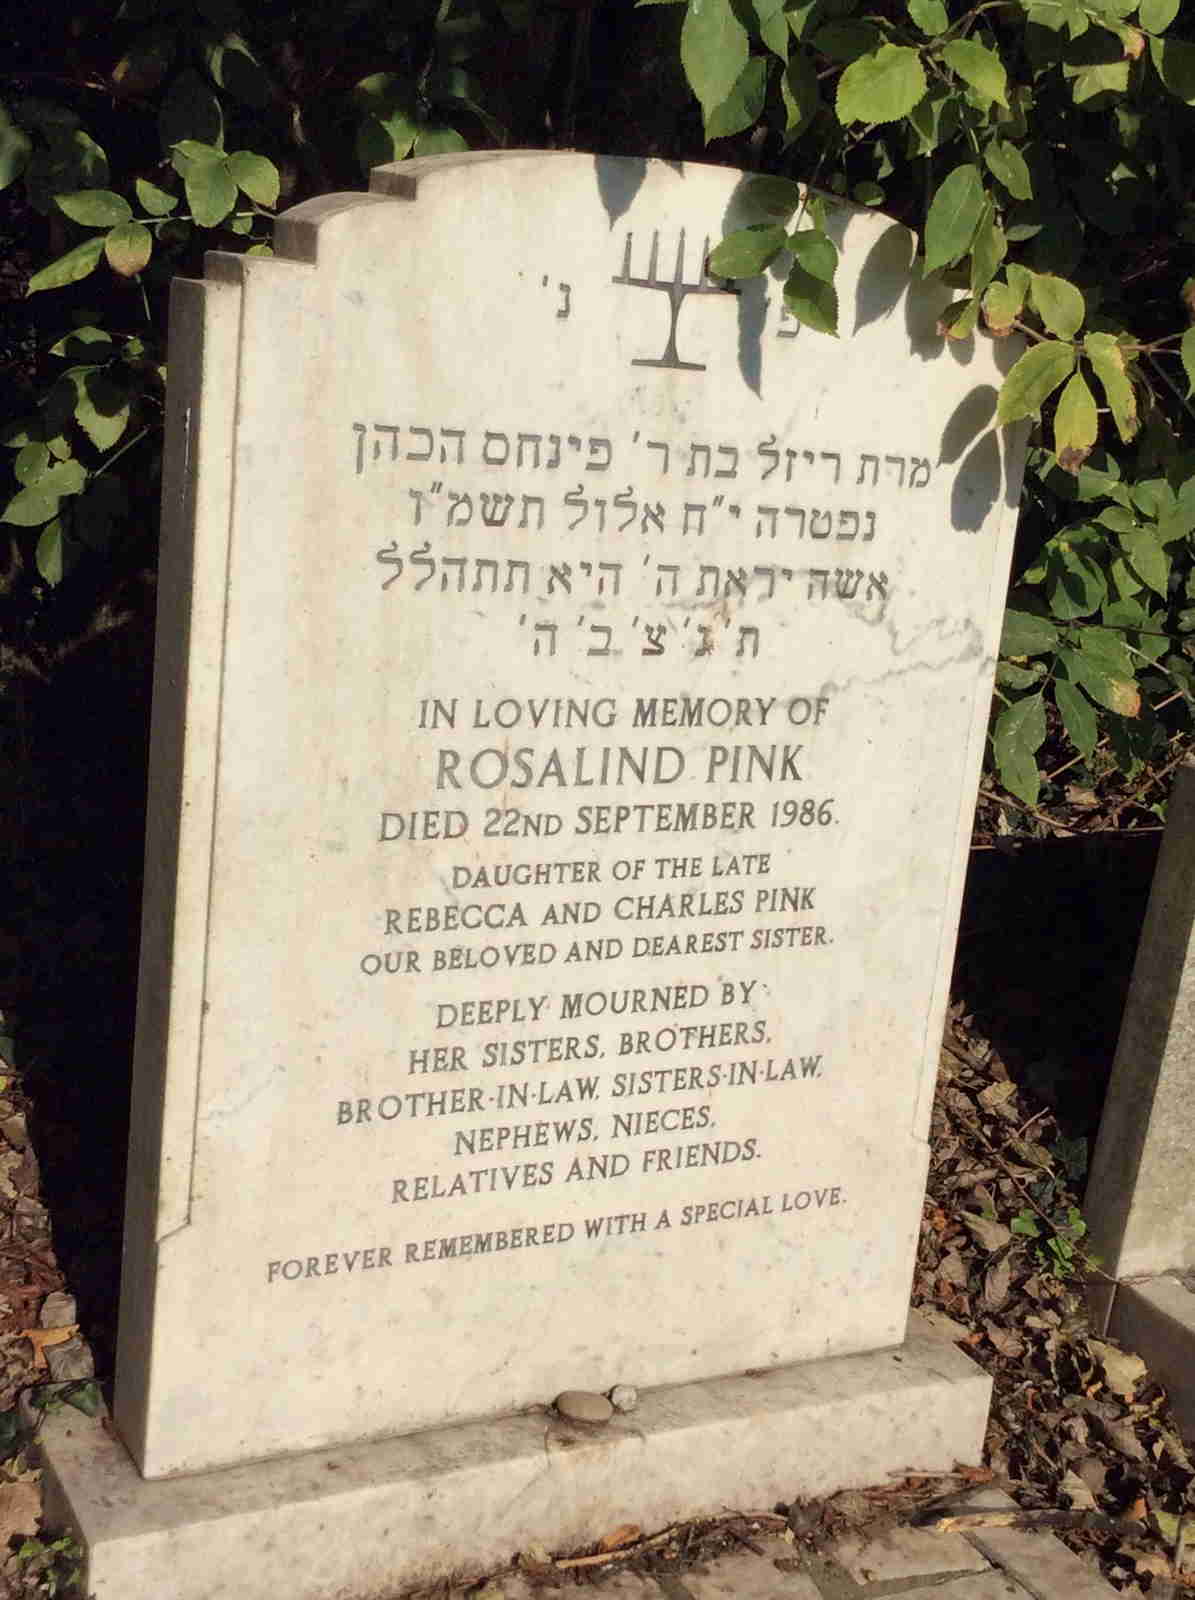 פ' נ'
מרת ריזל בת ר' פינחס הכהן
נפטרה י"ח אלול תשמ"ו
אשה יראת ה' היא תתהלל
ת' נ' צ' ב' ה'
IN LOVING MEMORY OF
ROSALIND PINK
DIED 22ND SEPTEMBER 1986.
DAUGHTER OF THE LATE
REBECCA AND CHARLES PINK
OUR BELOVED AND DEAREST SISTER.
DEEPLY MOURNED BY
HER SISTERS, BROTHERS,
BROTHER-IN-LAW, SISTERS-IN-LAW,
NEPHEWS, NIECES,
RELATIVES AND FRIENDS.
FOREVER REMEMBERED WITH A SPECIAL LOVE.